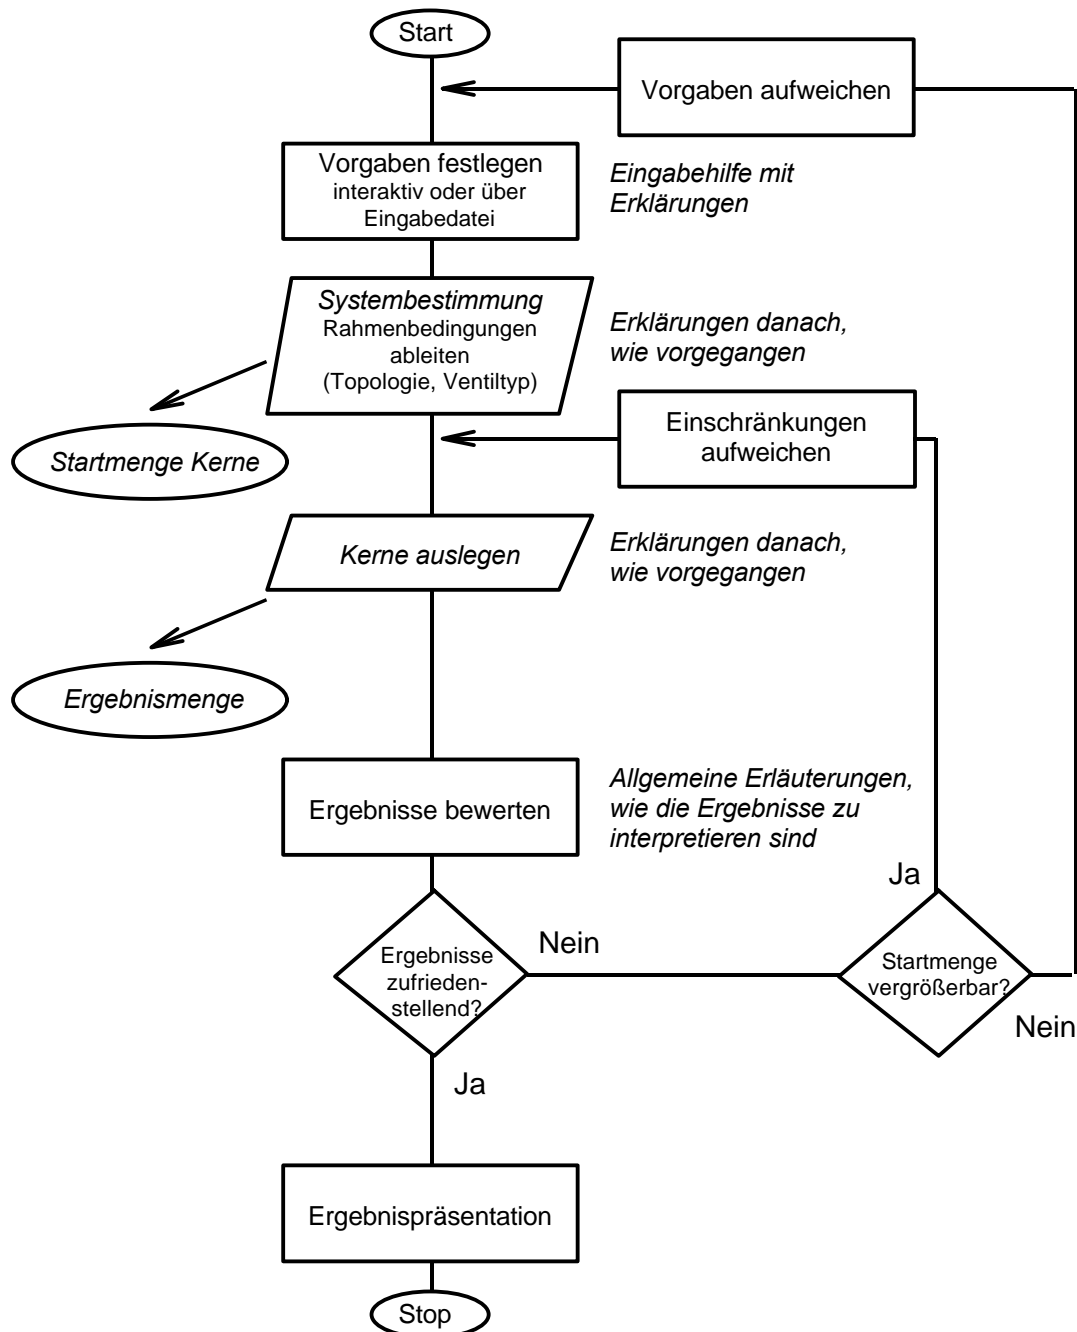 Start
Vorgaben aufweichen
Vorgaben festlegen
interaktiv oder über
Eingabedatei
Eingabehilfe mit
Erklärungen
Systembestimmung
Rahmenbedingungen
ableiten
(Topologie, Ventiltyp)
Erklärungen danach,
wie vorgegangen
Einschränkungen
aufweichen
Startmenge Kerne
Kerne auslegen
Erklärungen danach,
wie vorgegangen
Ergebnismenge
Ergebnisse bewerten
Allgemeine Erläuterungen,
wie die Ergebnisse zu
interpretieren sind
Ja
Ergebnisse
zufrieden-
stellend?
Nein
Startmenge
vergrößerbar?
Nein
Ja
Ergebnispräsentation
Stop